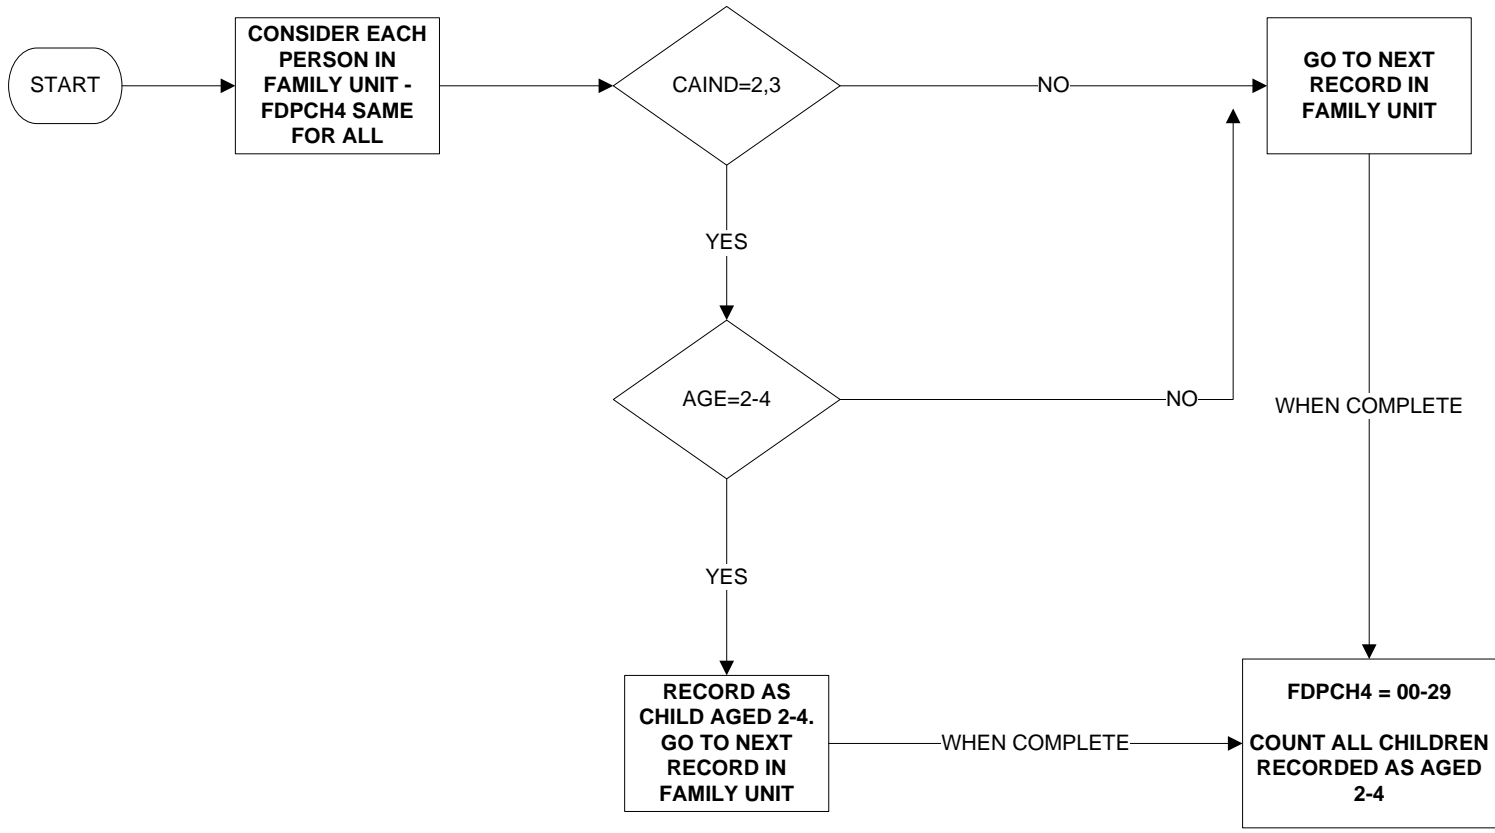 START
CONSIDER EACH
PERSON IN
FAMILY UNIT -
FDPCH4 SAME
FOR ALL
CAIND=2,3
NO
GO TO NEXT
RECORD IN
FAMILY UNIT
YES
AGE=2-4
NO
WHEN COMPLETE
YES
RECORD AS
CHILD AGED 2-4.
GO TO NEXT
RECORD IN
FAMILY UNIT
WHEN COMPLETE
FDPCH4 = 00-29
COUNT ALL CHILDREN
RECORDED AS AGED
2-4